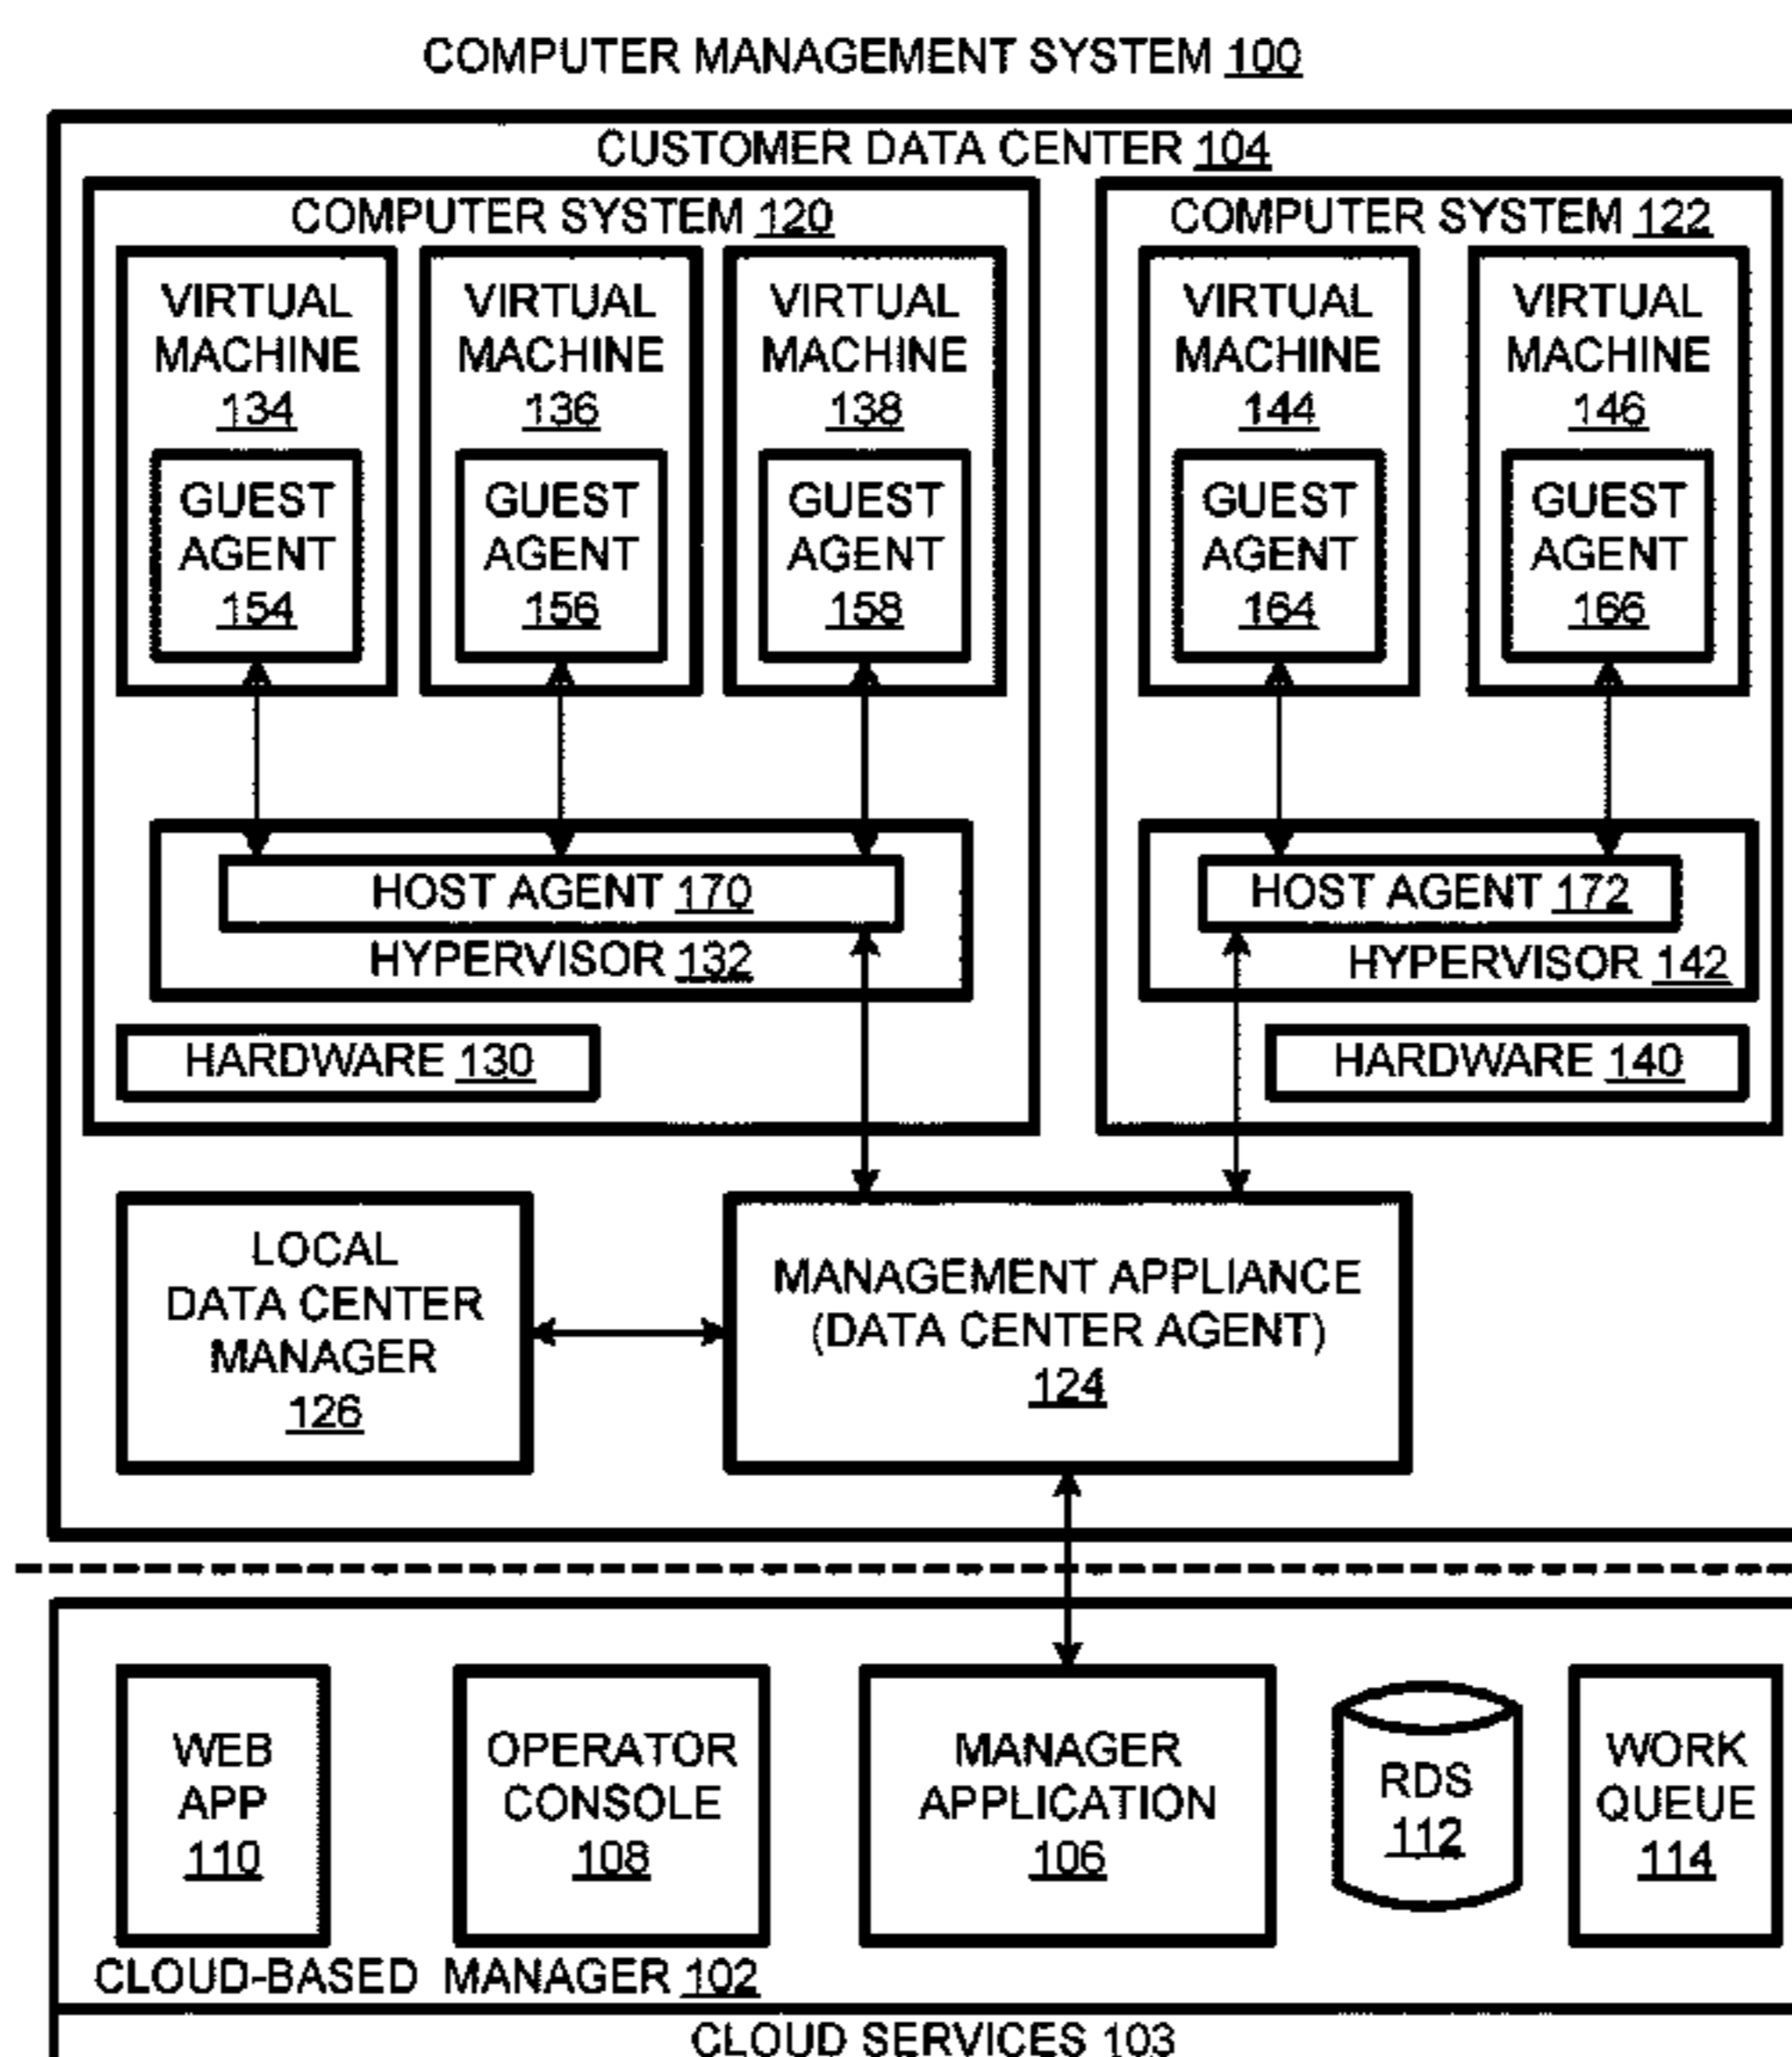 COMPUTER MANAGEMENT SYSTEM 100
CUSTOMER DATA CENTER 104
COMPUTER SYSTEM 120
VIRTUAL
MACHINE
134
GUEST
AGENT
154
VIRTUAL
MACHINE
136
GUEST
AGENT
156
VIRTUAL
MACHINE
138
GUEST
AGENT
158
HOST AGENT 170
HYPERVISOR 132
HARDWARE 130
COMPUTER SYSTEM 122
VIRTUAL
MACHINE
144
GUEST
AGENT
164
VIRTUAL
MACHINE
146
GUEST
AGENT
166
HOST AGENT 172
HYPERVISOR 142
HARDWARE 140
LOCAL
DATA CENTER
MANAGER
126
MANAGEMENT APPLIANCE
(DATA CENTER AGENT)
124
WEB
APP
110
OPERATOR
CONSOLE
108
MANAGER
APPLICATION
106
RDS
112
WORK
QUEUE
114
CLOUD-BASED MANAGER 102
CLOUD SERVICES 103